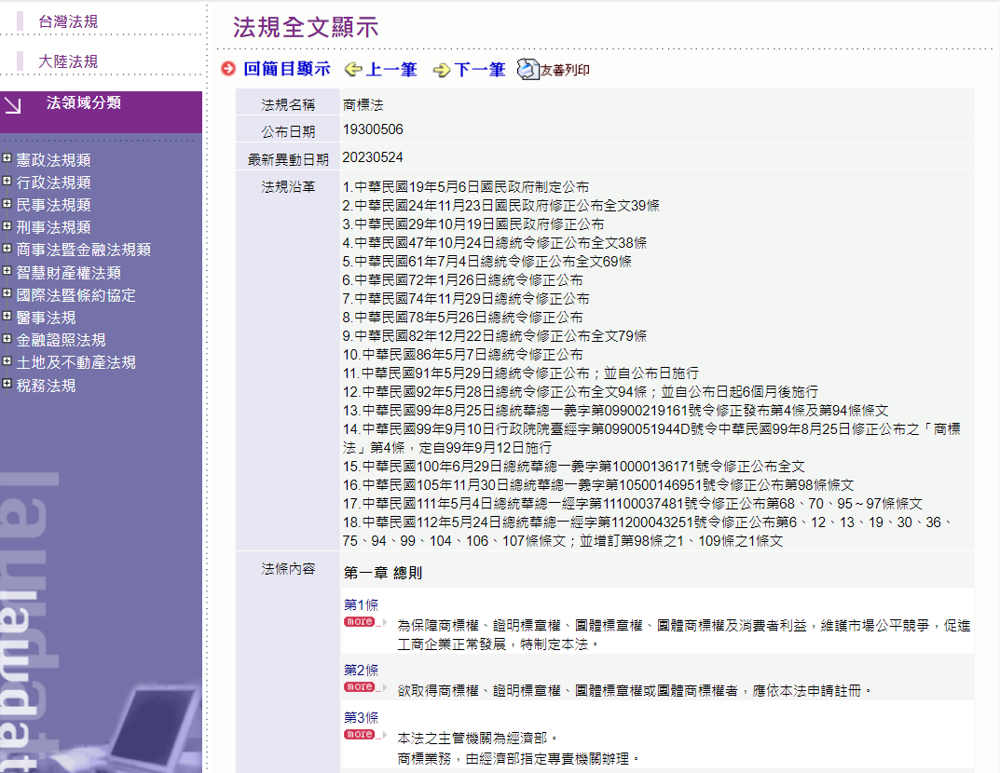 台灣法規
大陸法規
法領域分類
憲政法規類
行政法規類
民事法規類
刑事法規類
商事法暨金融法規類
智慧財產權法類
國際法暨條約協定
醫事法規
金融證照法規
土地及不動產法規
稅務法規
lawdata
lawdat
法規全文顯示
回簡目顯示 上一筆 下一筆 友善列印
法規名稱 商標法
公布日期 19300506
最新異動日期 20230524
法規沿革 1.中華民國19年5月6日國民政府制定公布
2.中華民國24年11月23日國民政府修正公布全文39條
3.中華民國29年10月19日國民政府修正公布
4.中華民國47年10月24日總統令修正公布全文38條
5.中華民國61年7月4日總統令修正公布全文69條
6.中華民國72年1月26日總統令修正公布
7.中華民國74年11月29日總統令修正公布
8.中華民國78年5月26日總統令修正公布
9.中華民國82年12月22日總統令修正公布全文79條
10.中華民國86年5月7日總統令修正公布
11.中華民國91年5月29日總統令修正公布；並自公布日施行
12.中華民國92年5月28日總統令修正公布全文94條；並自公布日起6個月後施行
13.中華民國99年8月25日總統華總一義字第09900219161號令修正發布第4條及第94條條文
14.中華民國99年9月10日行政院院臺經字第0990051944D號令中華民國99年8月25日修正公布之「商標
法」第4條，定自99年9月12日施行
15.中華民國100年6月29日總統華總一義字第10000136171號令修正公布全文
16.中華民國105年11月30日總統華總一義字第10500146951號令修正公布第98條條文
17.中華民國111年5月4日總統華總一經字第11100037481號令修正公布第68、70、95～97條條文
18.中華民國112年5月24日總統華總一經字第11200043251號令修正公布第6、12、13、19、30、36、
75、94、99、104、106、107條條文；並增訂第98條之1、109條之1條文
法條內容 第一章 總則
第1條
more...
為保障商標權、證明標章權、團體標章權、團體商標權及消費者利益，維護市場公平競爭，促進
工商企業正常發展，特制定本法。
第2條
more...
欲取得商標權、證明標章權、團體標章權或團體商標權者，應依本法申請註冊。
第3條
more...
本法之主管機關為經濟部。
商標業務，由經濟部指定專責機關辦理。